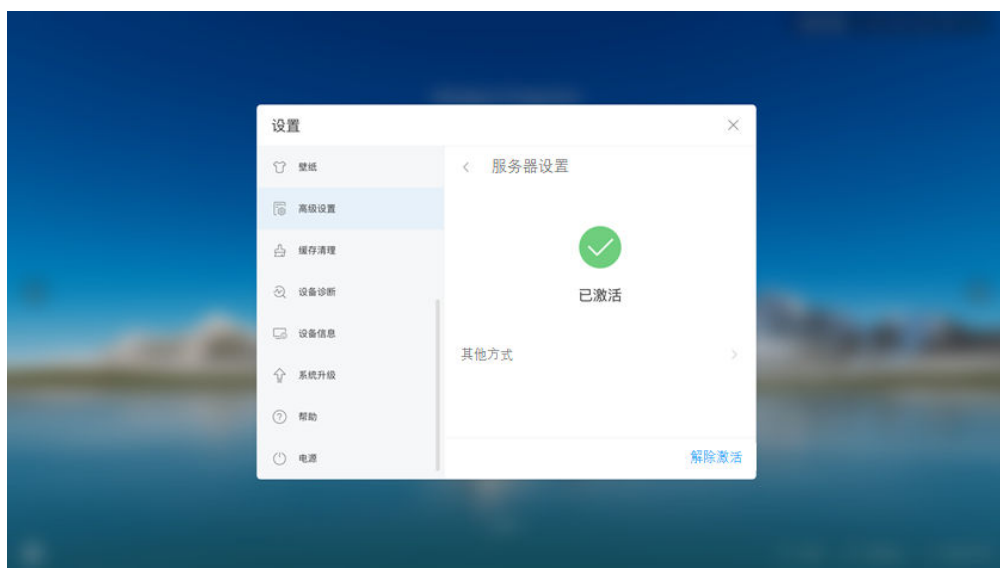 设置
壁纸
高级设置
缓存清理
设备诊断
设备信息
系统升级
帮助
电源
服务器设置
已激活
其他方式
解除激活